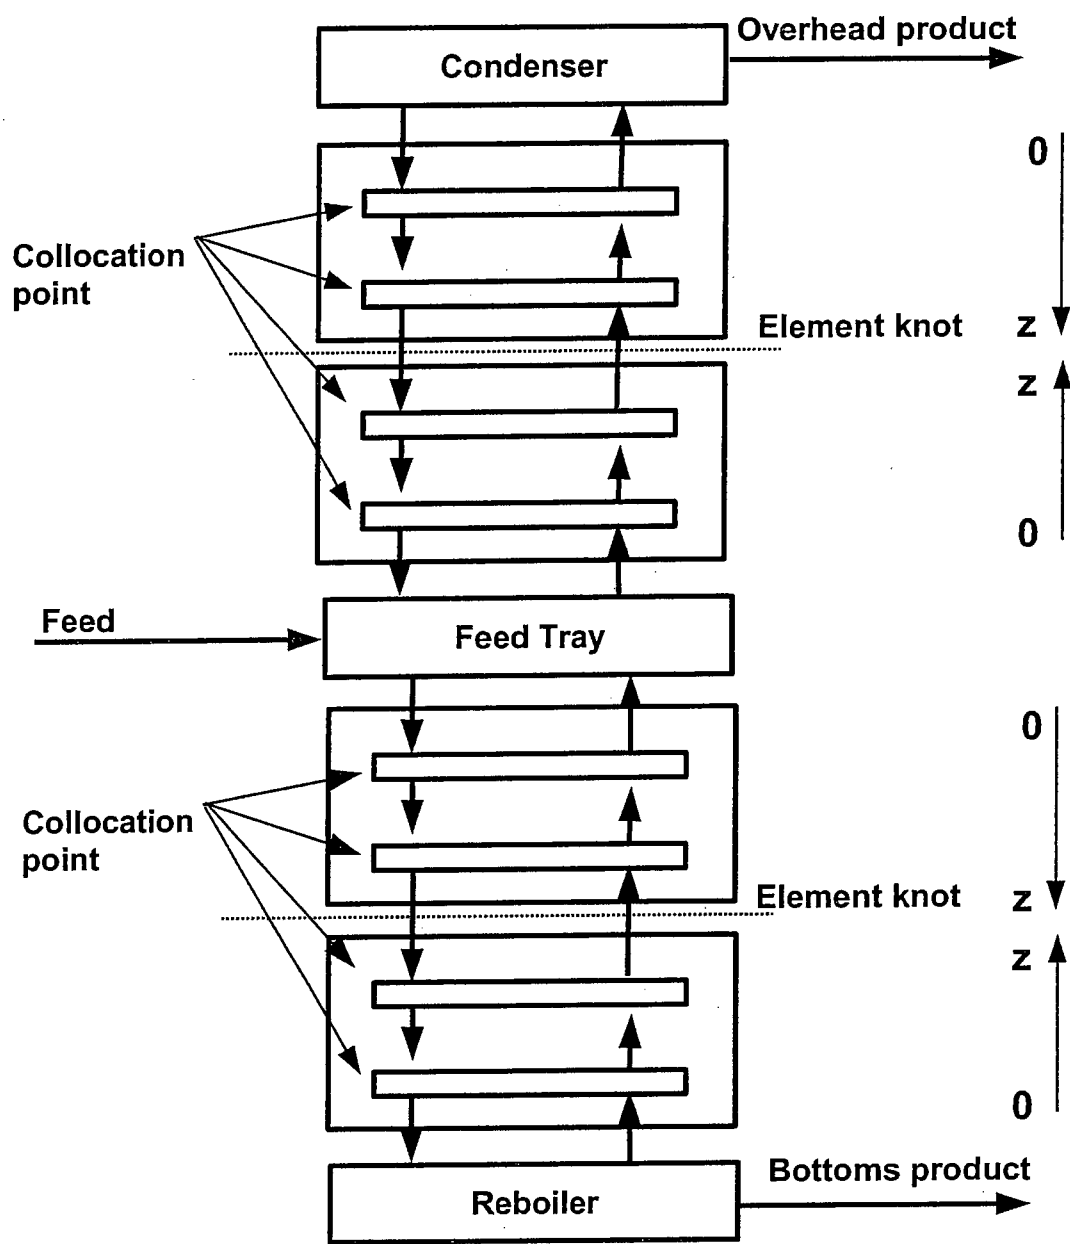 Overhead product
Condenser
0
Collocation
point
Element knot
z
z
0
Feed
Feed Tray
0
Collocation
point
Element knot
z
z
0
Bottoms product
Reboiler